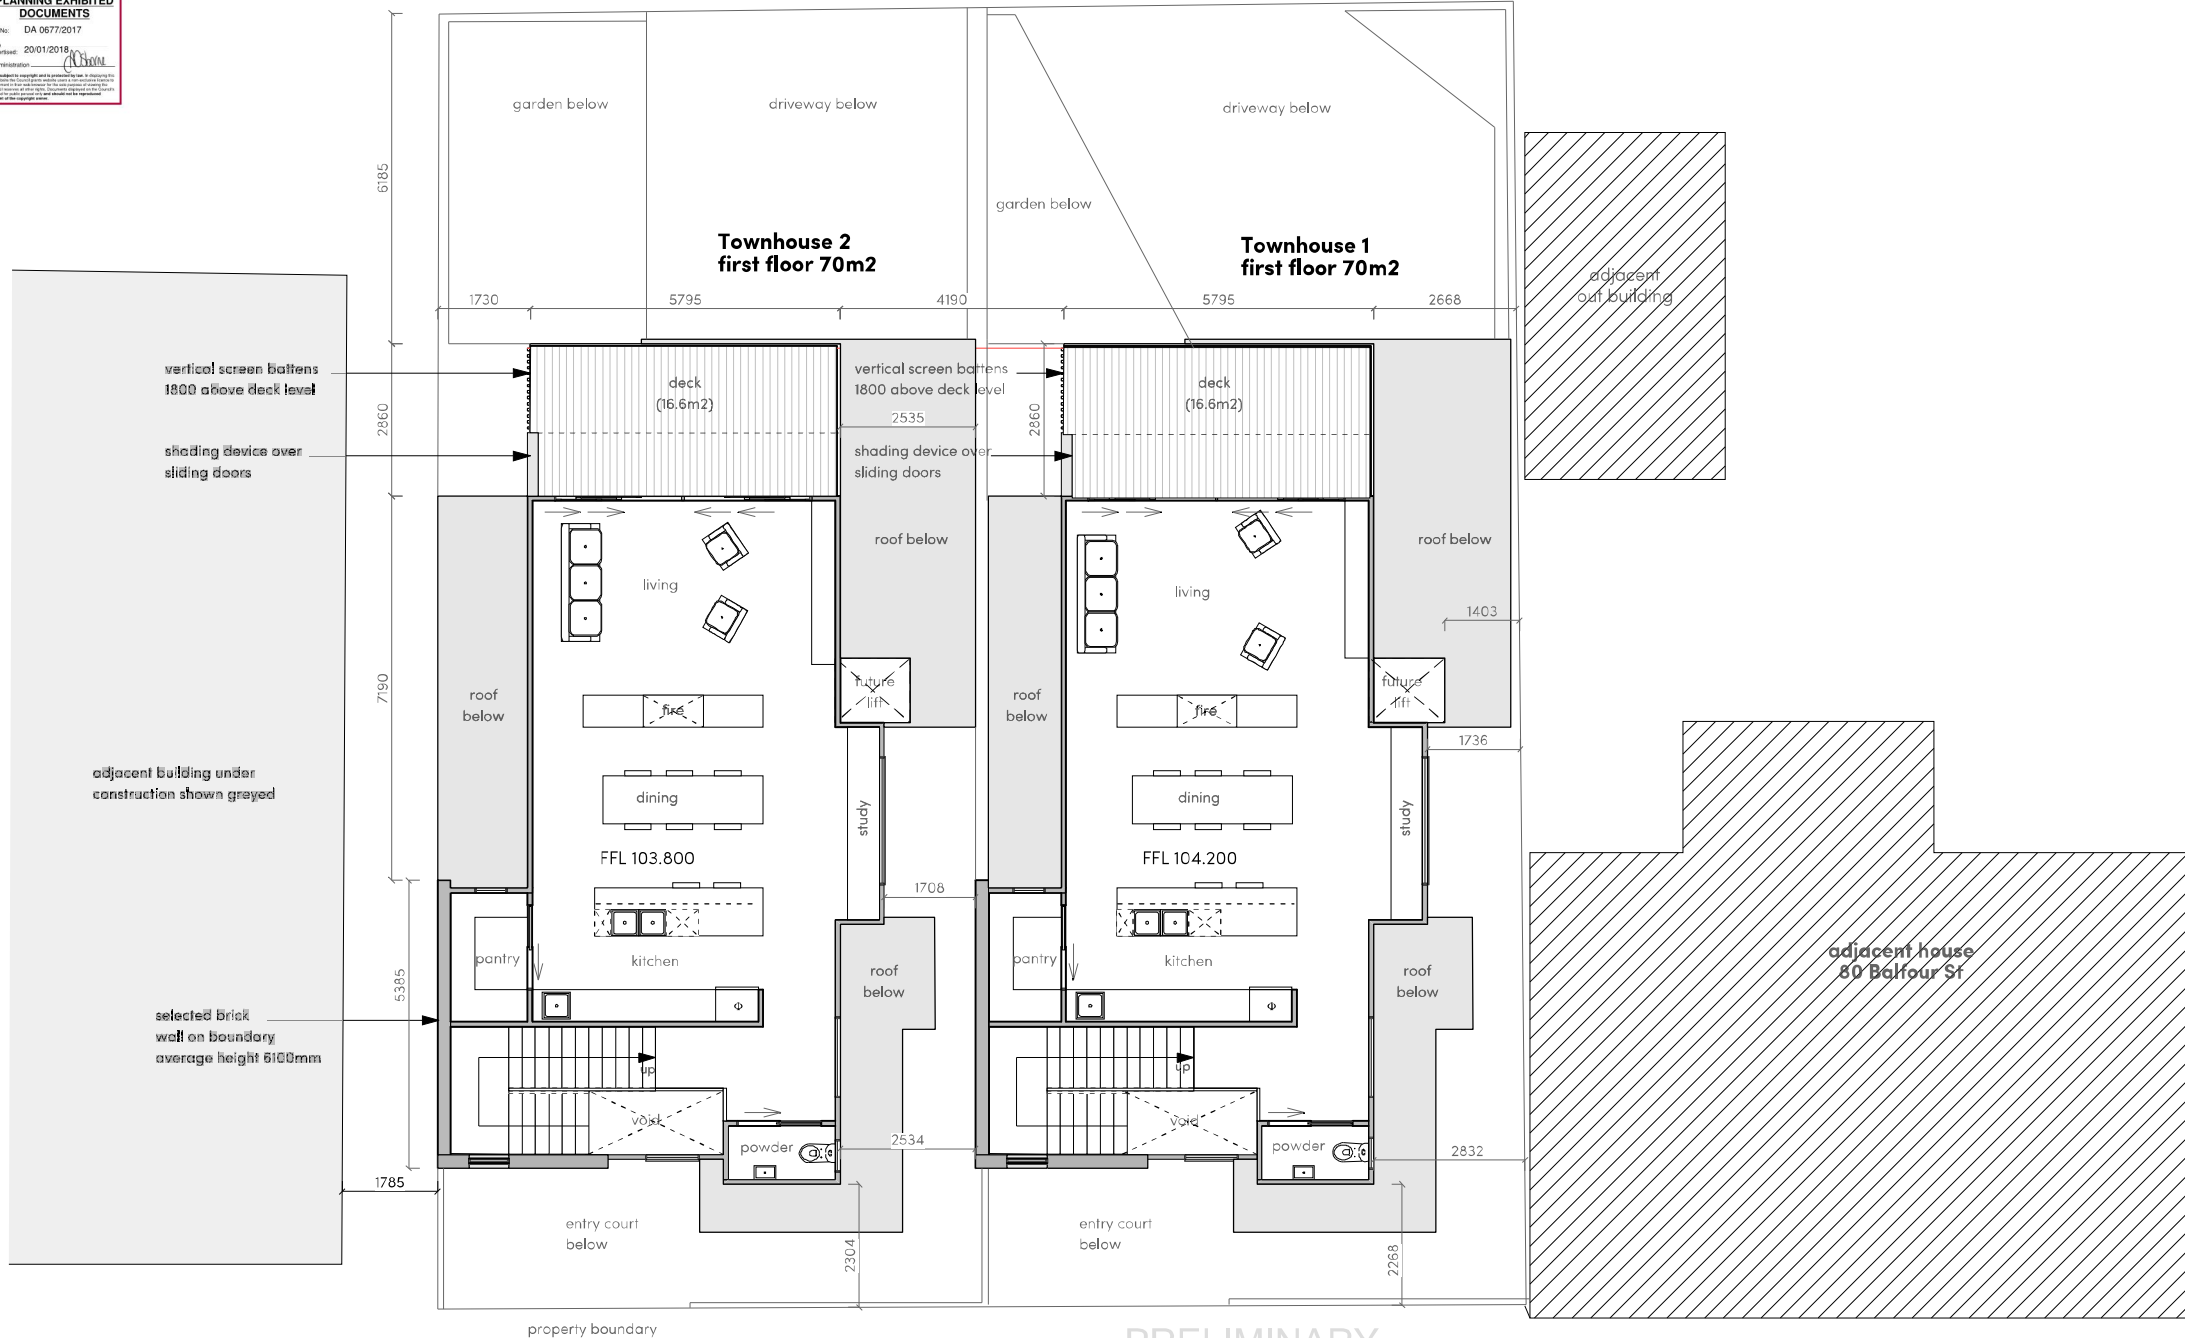 PLANNING EXHIBITED
DOCUMENTS
No: DA 0677/2017
20/01/2018
garden below
driveway below
driveway below
garden below
6185
Townhouse 2
first floor 70m2
Townhouse 1
first floor 70m2
adjacent
out building
1730
5795
4190
5795
2668
vertical screen battens
1800 above deck level
deck
(16.6m2)
vertical screen battens
1800 above deck level
deck
(16.6m2)
2860
2535
2860
shading device over
sliding doors
shading device over
sliding doors
roof below
roof below
living
living
1403
7190
roof
below
fire
future
lift
roof
below
fire
future
lift
1736
adjacent building under
construction shown greyed
dining
study
dining
study
FFL 103.800
FFL 104.200
1708
pantry
kitchen
roof
below
pantry
kitchen
roof
below
adjacent house
80 Balfour St
5385
selected brick
wall on boundary
average height 6100mm
up
up
void
void
powder
2534
powder
2832
1785
entry court
below
2304
entry court
below
2268
property boundary
PRELIMINARY